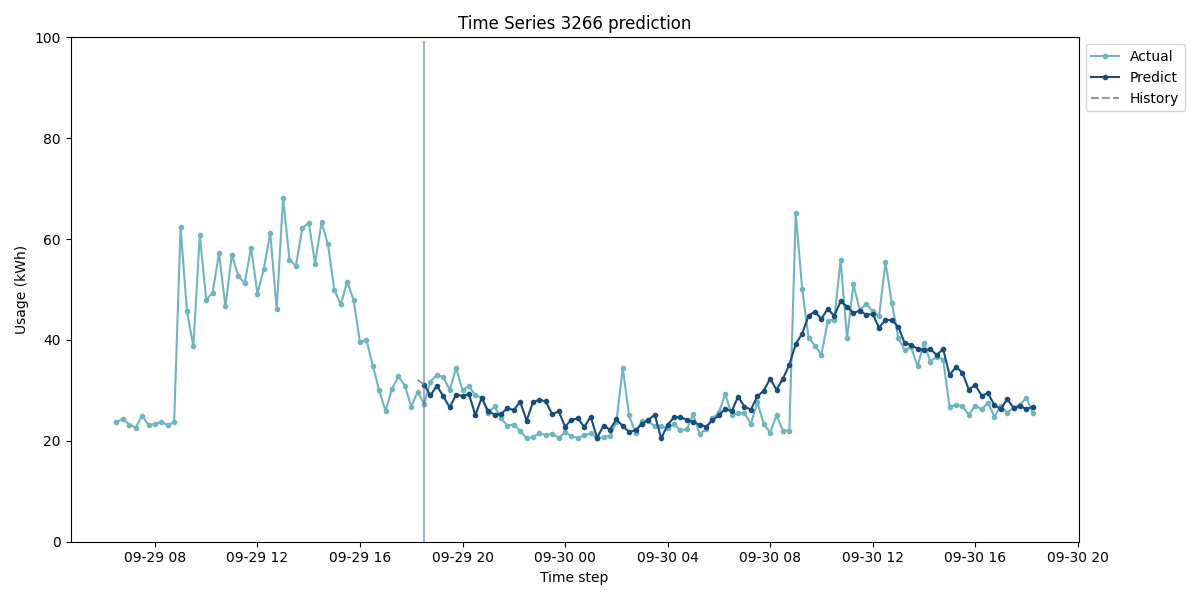 Time Series 3266 prediction
100
80
60
40
20
0
Usage (kWh)
09-29 08
09-29 12
09-29 16
09-29 20
09-30 00
09-30 04
09-30 08
09-30 12
09-30 16
09-30 20
Time step
Actual
Predict
History